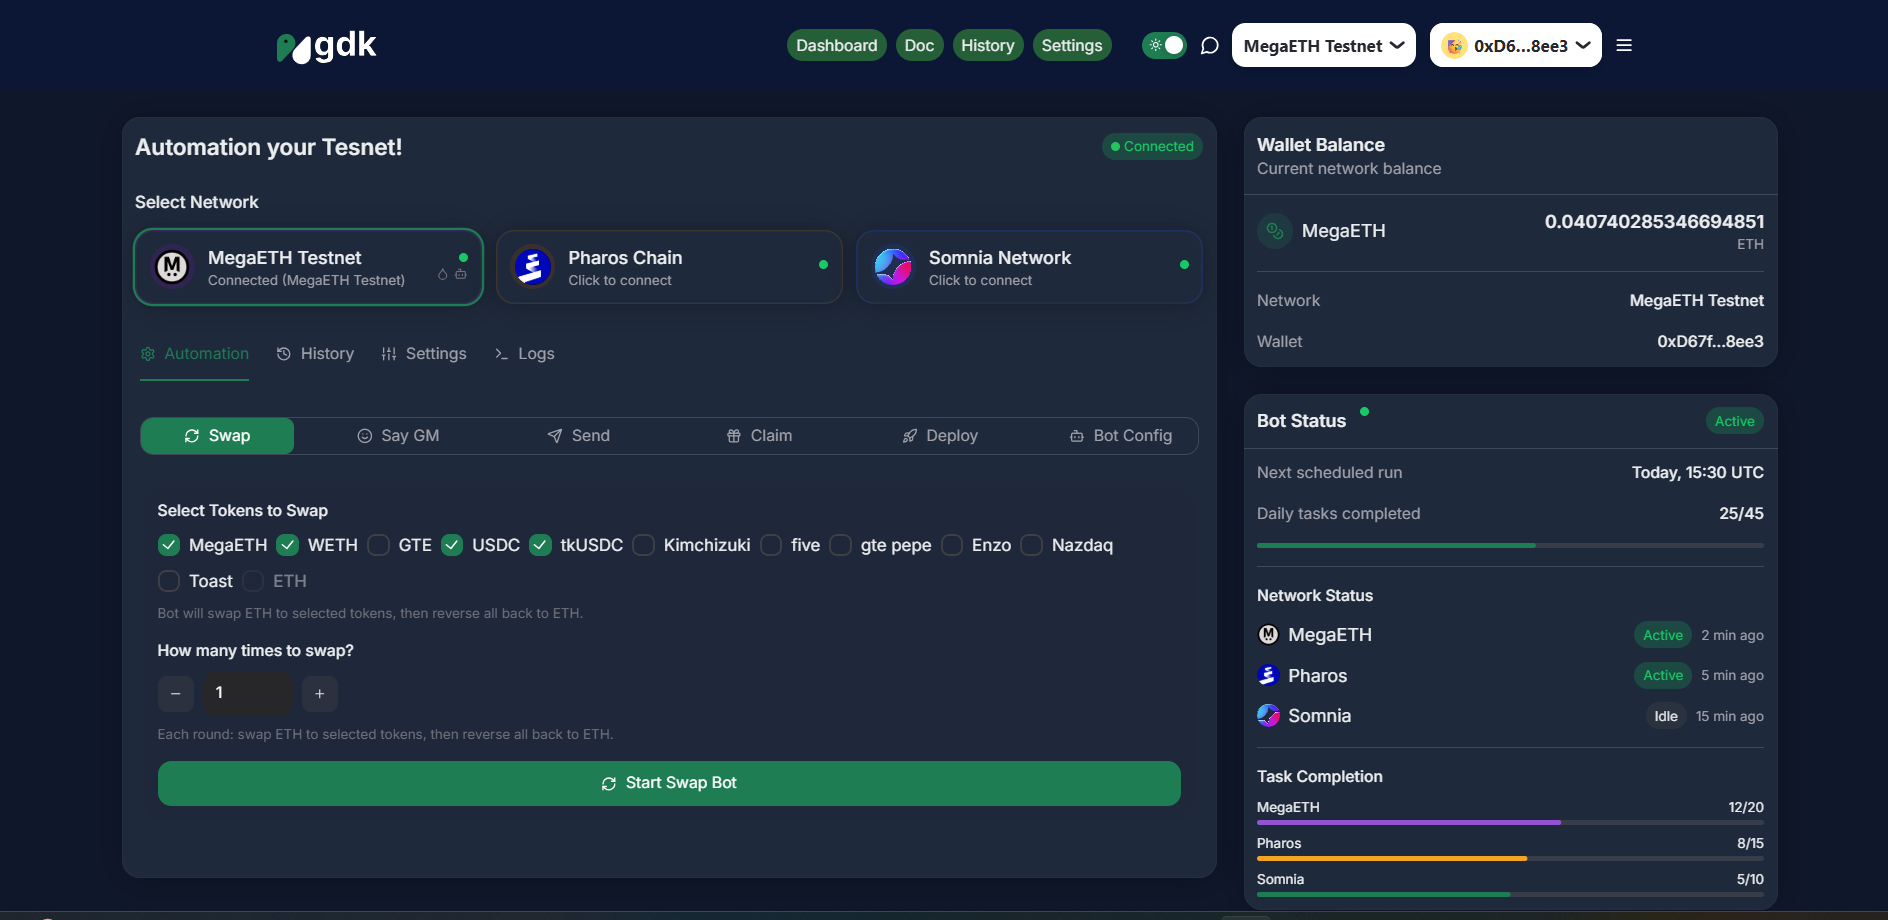 gdk
Dashboard Doc History Settings MegaETH Testnet 0xD6...8ee3
Automation your Tesnet!
Connected
Select Network
MegaETH Testnet
Connected (MegaETH Testnet)
Pharos Chain
Click to connect
Somnia Network
Click to connect
Automation History Settings Logs
Swap Say GM Send Claim Deploy Bot Config
Select Tokens to Swap
MegaETH WETH GTE USDC tkUSDC Kimchizuki five gte pepe Enzo Nazdaq
Toast ETH
Bot will swap ETH to selected tokens, then reverse all back to ETH.
How many times to swap?
− 1 +
Each round: swap ETH to selected tokens, then reverse all back to ETH.
Start Swap Bot
Wallet Balance
Current network balance
MegaETH 0.040740285346694851
ETH
Network MegaETH Testnet
Wallet 0xD67f...8ee3
Bot Status Active
Next scheduled run Today, 15:30 UTC
Daily tasks completed 25/45
Network Status
MegaETH Active 2 min ago
Pharos Active 5 min ago
Somnia Idle 15 min ago
Task Completion
MegaETH 12/20
Pharos 8/15
Somnia 5/10